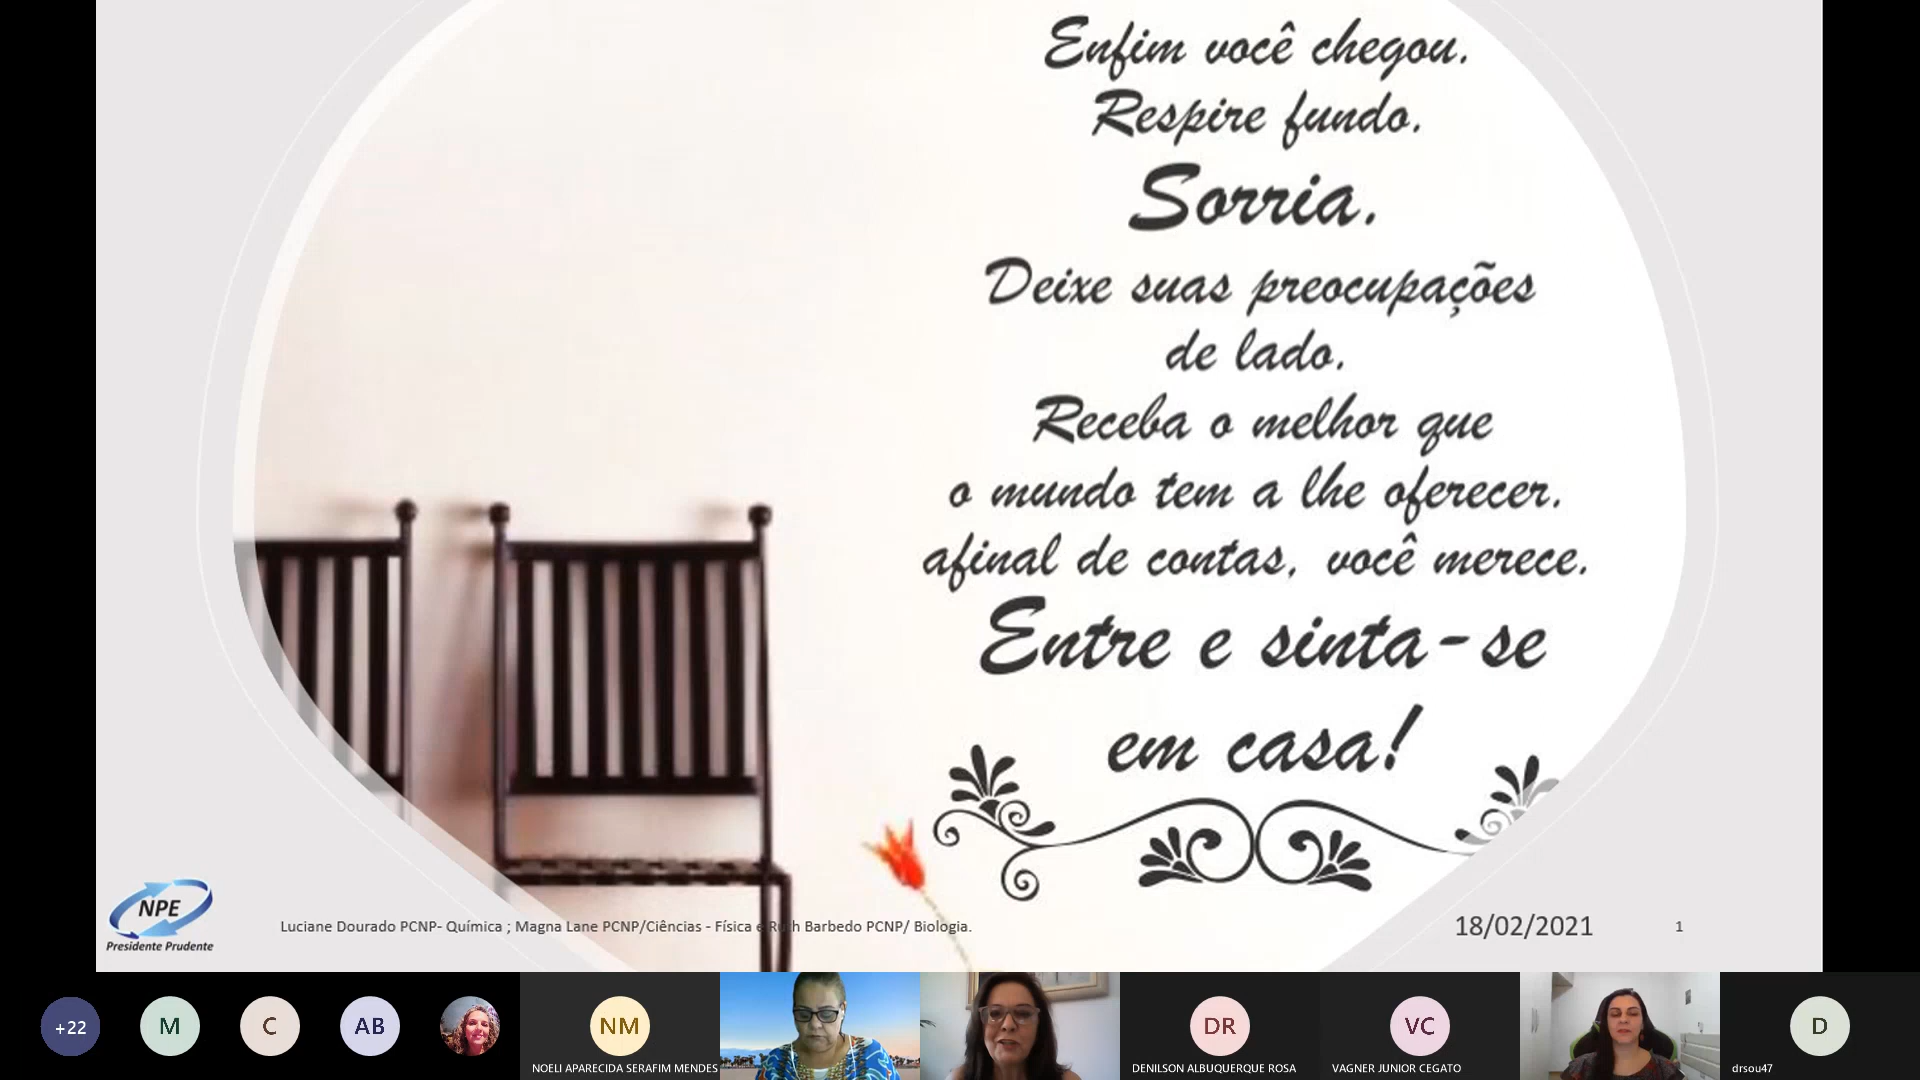 Enfim você chegou.
Respire fundo.
Sorria.
Deixe suas preocupações
de lado.
Receba o melhor que
o mundo tem a lhe oferecer.
afinal de contas, você merece.
Entre e sinta-se
em casa!
NPE
Presidente Prudente
Luciane Dourado PCNP- Química ; Magna Lane PCNP/Ciências - Física e Ruth Barbedo PCNP/ Biologia.
18/02/2021
1
+22
M
C
AB
NM
NOELI APARECIDA SERAFIM MENDES
DR
DENILSON ALBUQUERQUE ROSA
VC
VAGNER JUNIOR CEGATO
D
drsou47